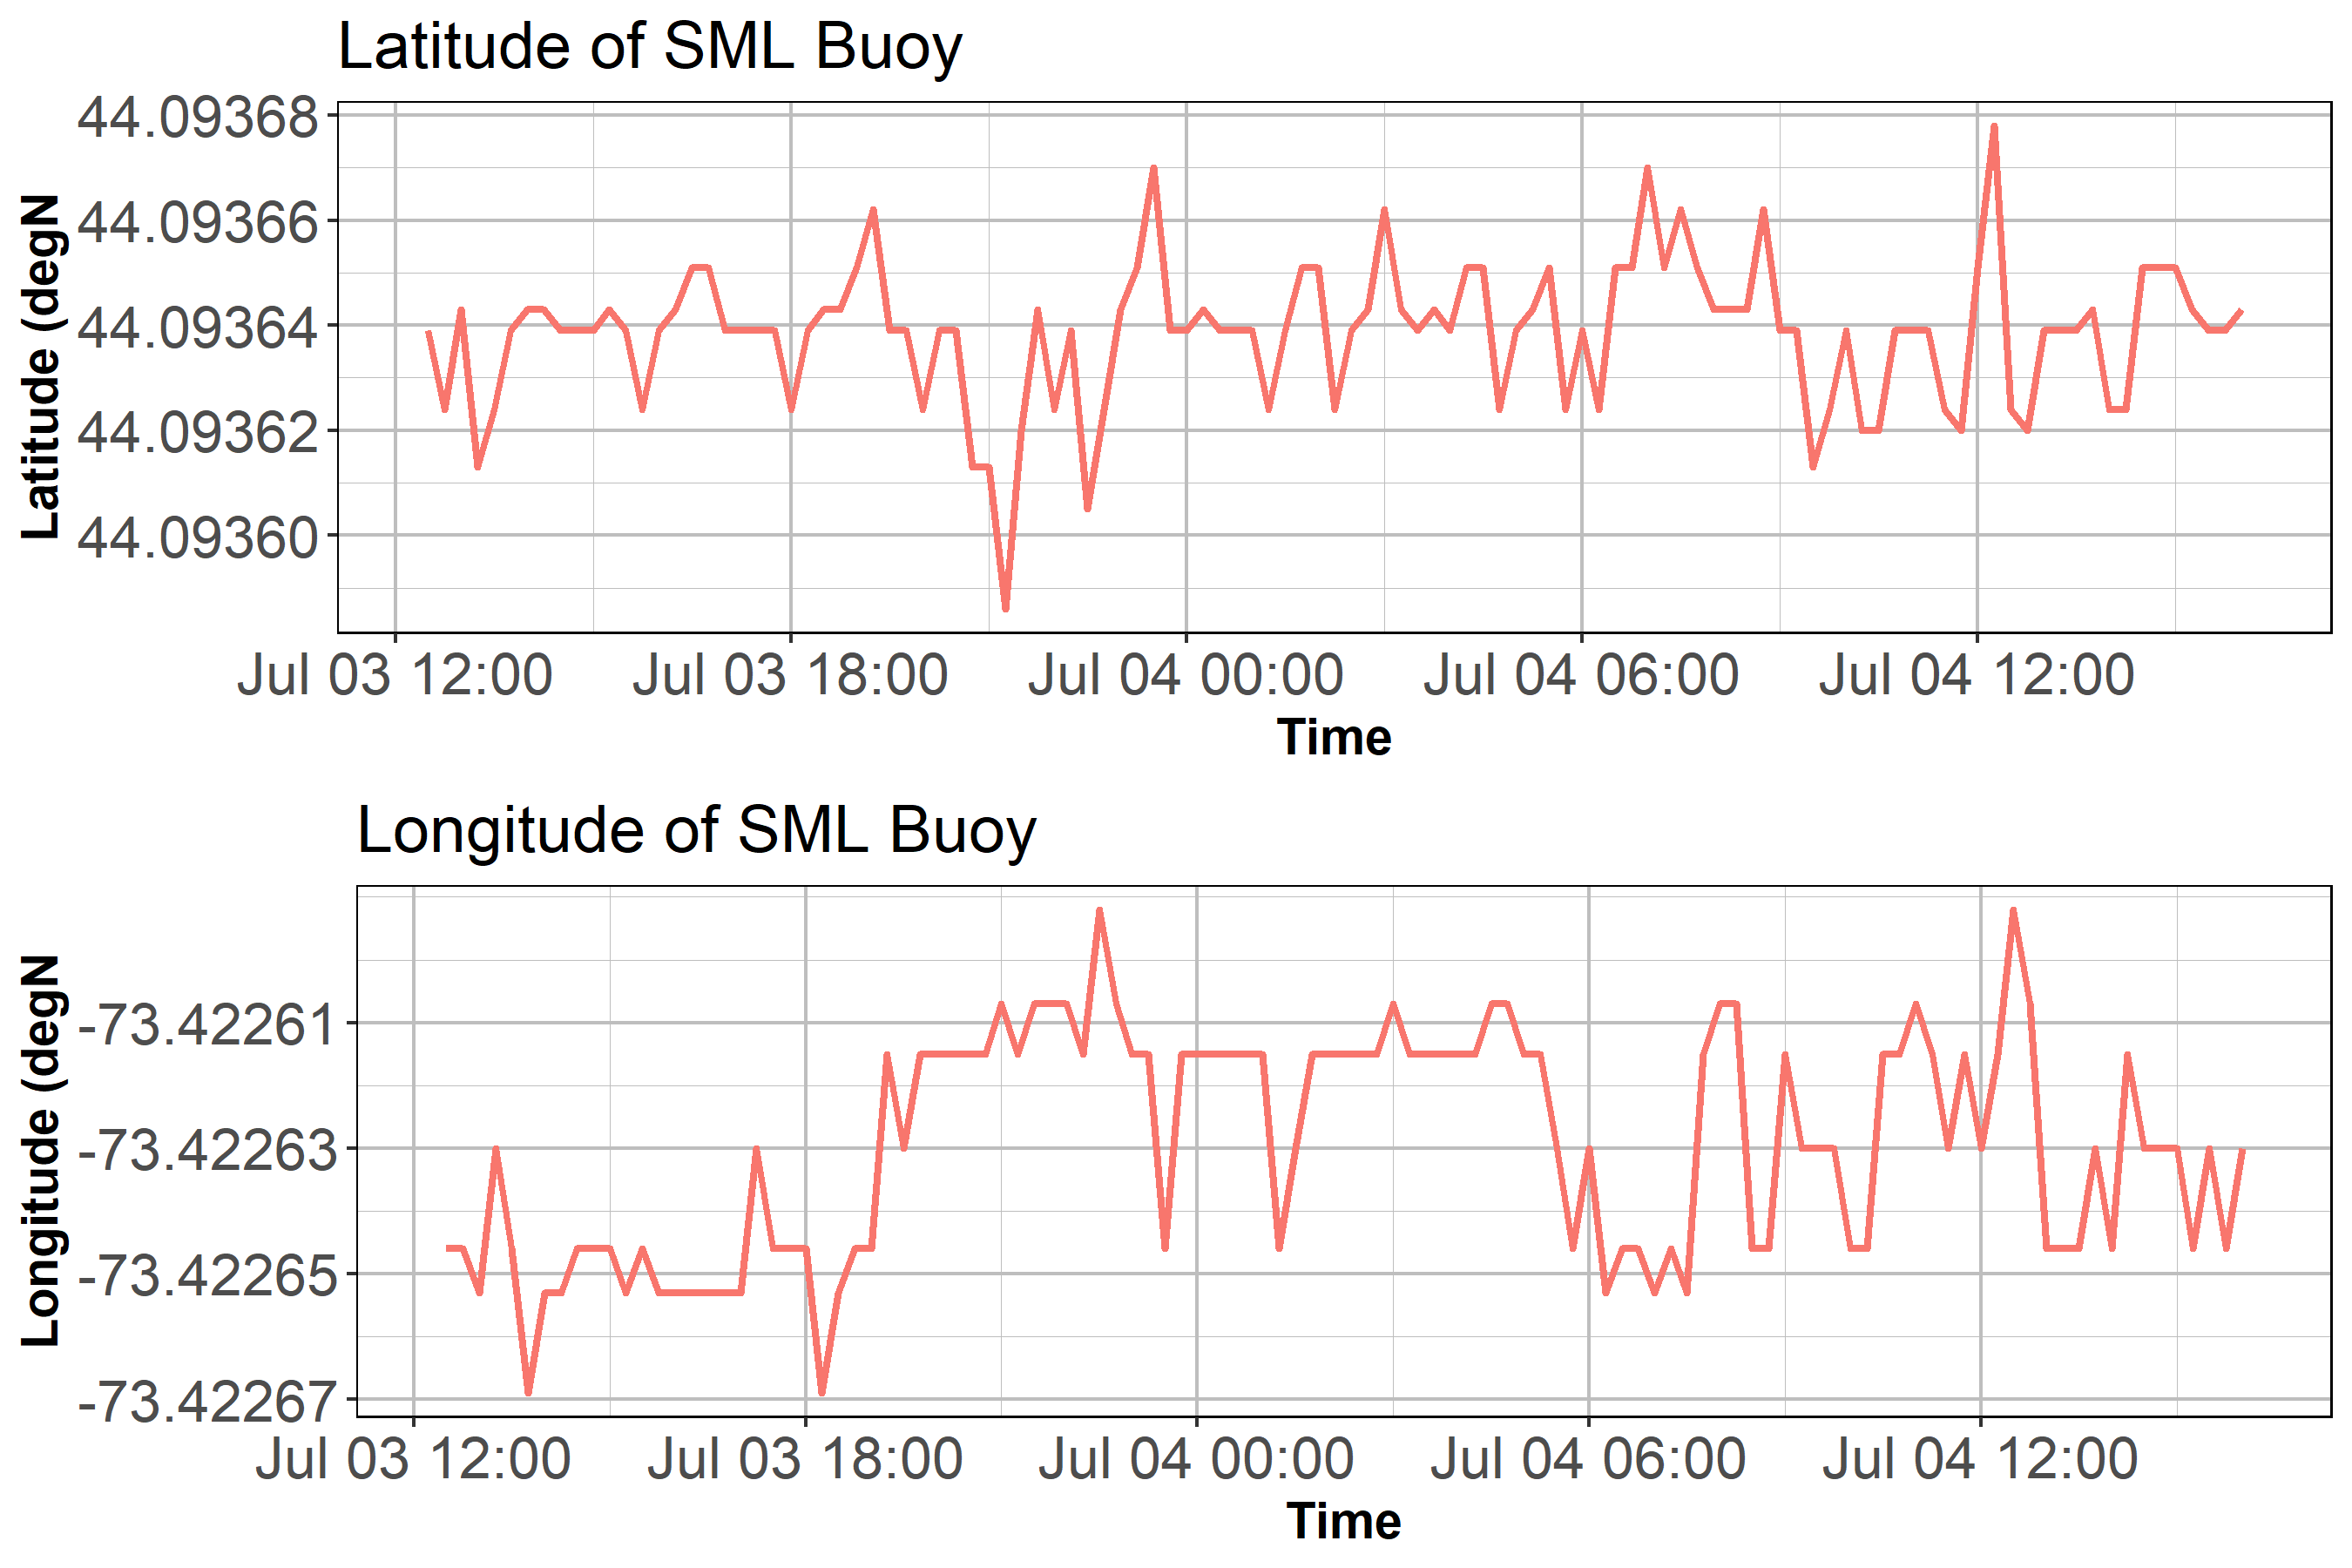 Latitude of SML Buoy
44.09368
44.09366
44.09364
44.09362
44.09360
Latitude (degN
Jul 03 12:00 Jul 03 18:00 Jul 04 00:00 Jul 04 06:00 Jul 04 12:00
Time
Longitude of SML Buoy
-73.42261
-73.42263
-73.42265
-73.42267
Longitude (degN
Jul 03 12:00 Jul 03 18:00 Jul 04 00:00 Jul 04 06:00 Jul 04 12:00
Time